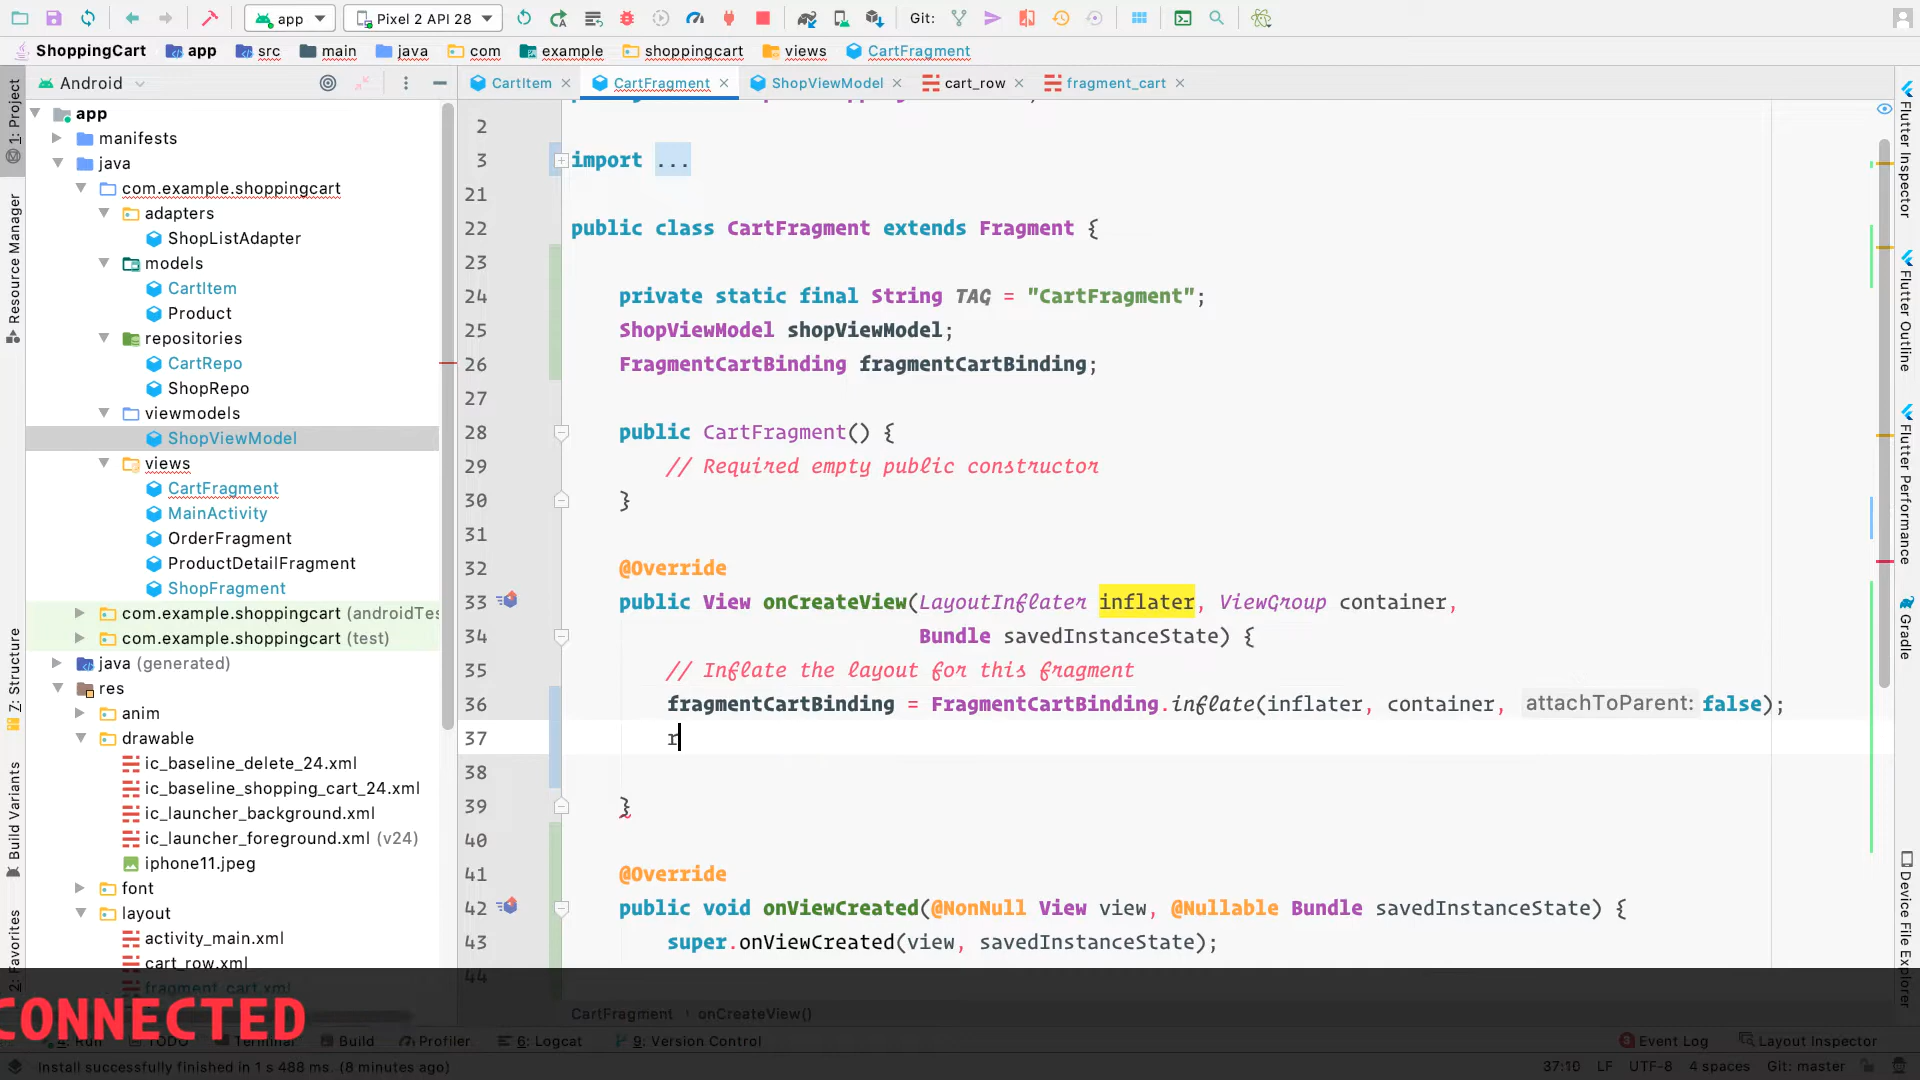 app
Pixel 2 API 28
Git:
ShoppingCart
app
src
main
java
com
example
shoppingcart
views
CartFragment
Android
CartItem
CartFragment
ShopViewModel
cart_row
fragment_cart
1: Project
Resource Manager
7: Structure
Build Variants
2: Favorites
app
manifests
java
com.example.shoppingcart
adapters
ShopListAdapter
models
CartItem
Product
repositories
CartRepo
ShopRepo
viewmodels
ShopViewModel
views
CartFragment
MainActivity
OrderFragment
ProductDetailFragment
ShopFragment
com.example.shoppingcart (androidTes
com.example.shoppingcart (test)
java (generated)
res
anim
drawable
ic_baseline_delete_24.xml
ic_baseline_shopping_cart_24.xml
ic_launcher_background.xml
ic_launcher_foreground.xml (v24)
iphone11.jpeg
font
layout
activity_main.xml
cart_row.xml
fragment_cart.xml
2
3 import ...
21
22 public class CartFragment extends Fragment {
23
24 private static final String TAG = "CartFragment";
25 ShopViewModel shopViewModel;
26 FragmentCartBinding fragmentCartBinding;
27
28 public CartFragment() {
29 // Required empty public constructor
30 }
31
32 @Override
33 public View onCreateView(LayoutInflater inflater, ViewGroup container,
34 Bundle savedInstanceState) {
35 // Inflate the layout for this fragment
36 fragmentCartBinding = FragmentCartBinding.inflate(inflater, container, attachToParent: false);
37 r
38
39 }
40
41 @Override
42 public void onViewCreated(@NonNull View view, @Nullable Bundle savedInstanceState) {
43 super.onViewCreated(view, savedInstanceState);
44
CartFragment
onCreateView()
Flutter Inspector
Flutter Outline
Flutter Performance
Gradle
Device File Explorer
CONNECTED
4: Run
TODO
Terminal
Build
Profiler
6: Logcat
9: Version Control
Event Log
Layout Inspector
Install successfully finished in 1 s 488 ms. (8 minutes ago)
37:10
LF
UTF-8
4 spaces
Git: master